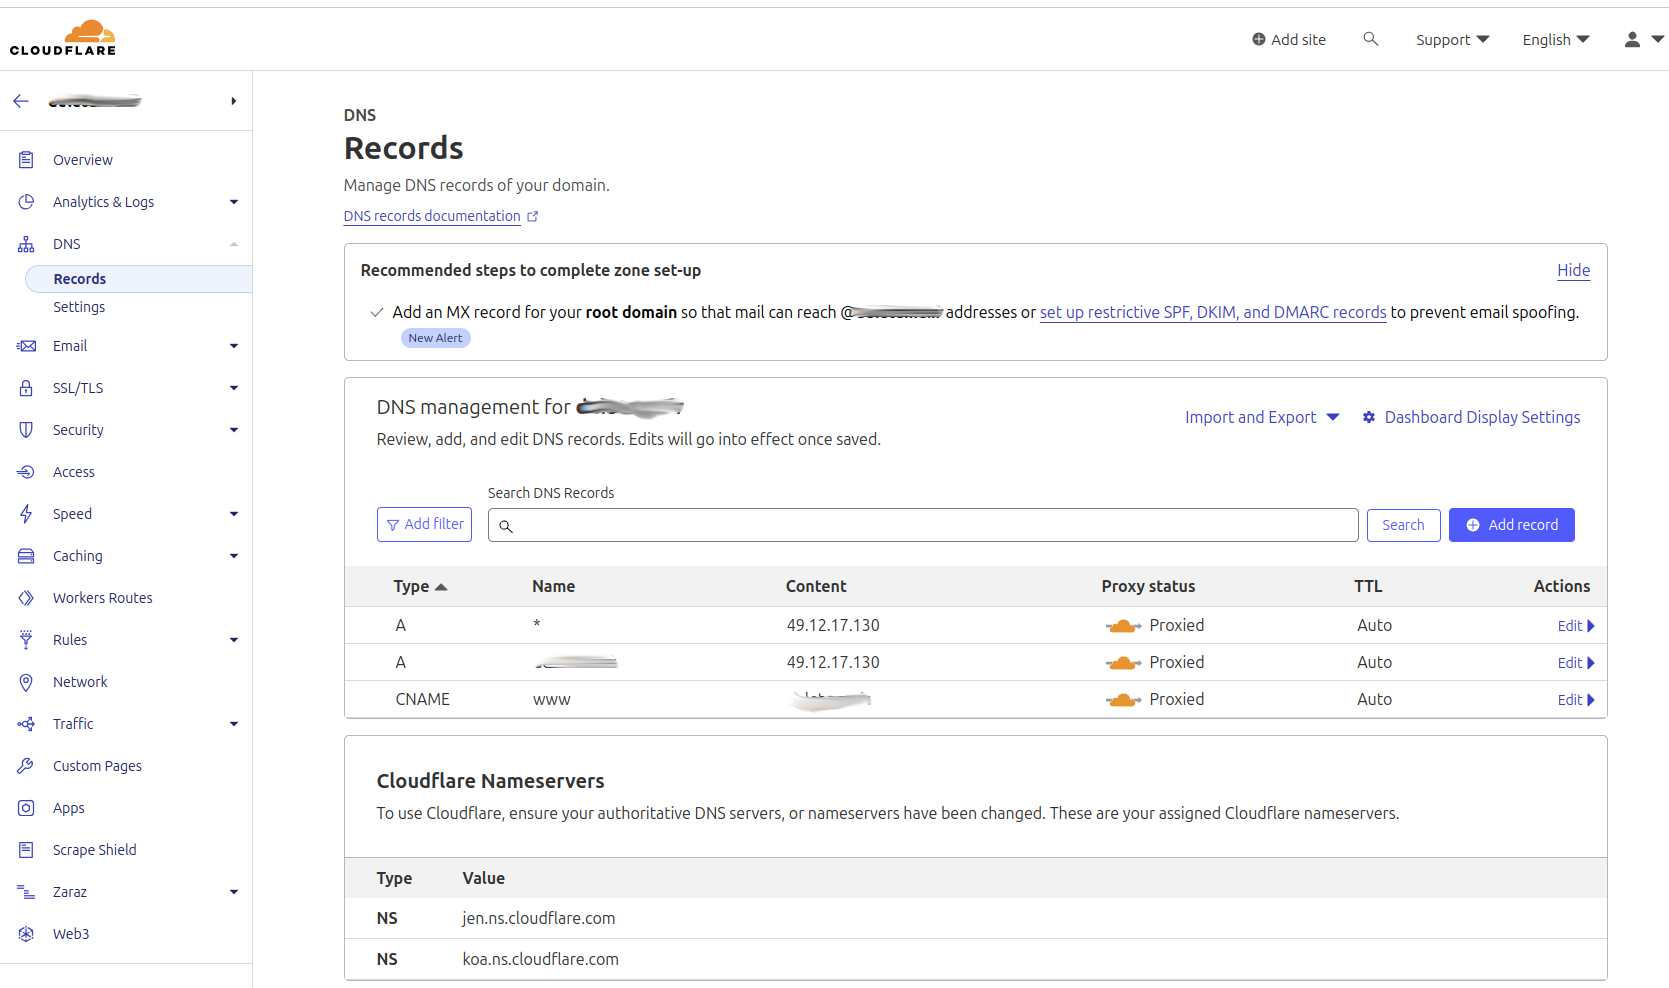 CLOUDFLARE
Add site
Support
English
Overview
Analytics & Logs
DNS
Records
Settings
Email
SSL/TLS
Security
Access
Speed
Caching
Workers Routes
Rules
Network
Traffic
Custom Pages
Apps
Scrape Shield
Zaraz
Web3
DNS
Records
Manage DNS records of your domain.
DNS records documentation
Recommended steps to complete zone set-up
Hide
Add an MX record for your root domain so that mail can reach @ addresses or set up restrictive SPF, DKIM, and DMARC records to prevent email spoofing.
New Alert
DNS management for
Review, add, and edit DNS records. Edits will go into effect once saved.
Import and Export
Dashboard Display Settings
Search DNS Records
Add filter
Search
Add record
Type Name Content Proxy status TTL Actions
A * 49.12.17.130 Proxied Auto Edit
A 49.12.17.130 Proxied Auto Edit
CNAME www Proxied Auto Edit
Cloudflare Nameservers
To use Cloudflare, ensure your authoritative DNS servers, or nameservers have been changed. These are your assigned Cloudflare nameservers.
Type Value
NS jen.ns.cloudflare.com
NS koa.ns.cloudflare.com